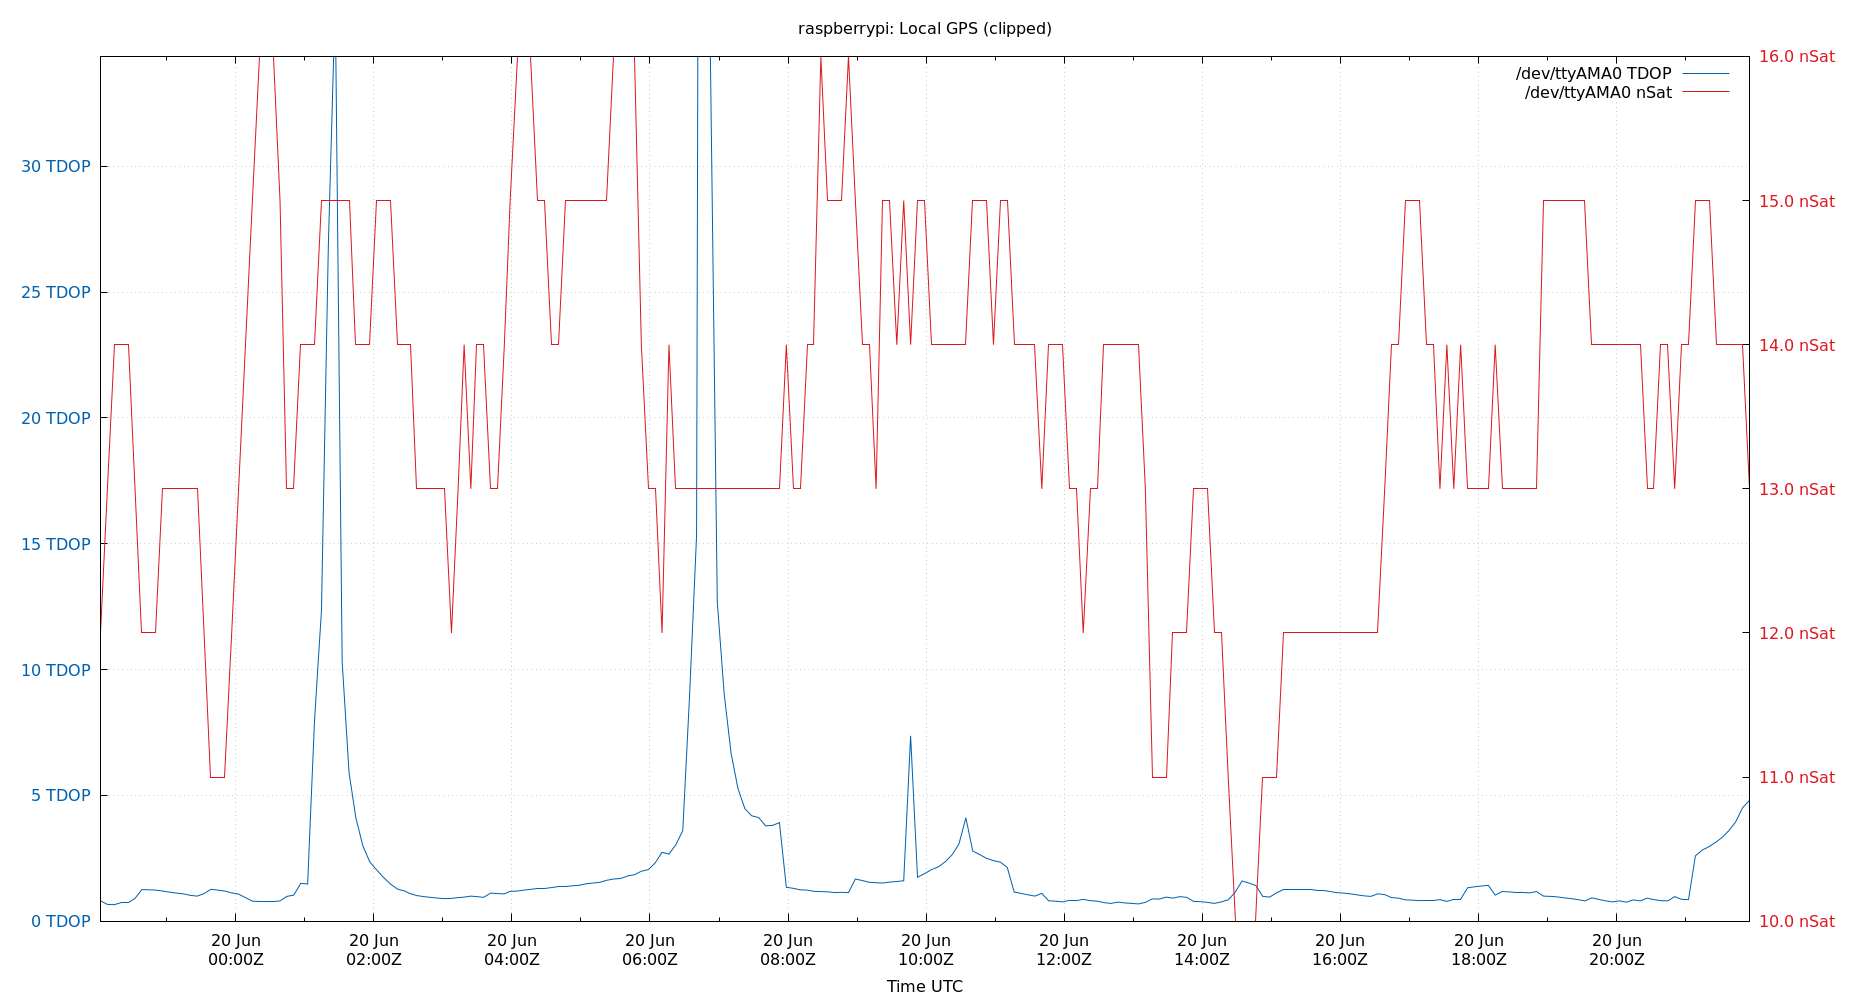 raspberrypi: Local GPS (clipped)
16.0 nSat
/dev/ttyAMA0 TDOP
/dev/ttyAMA0 nSat
30 TDOP
15.0 nSat
25 TDOP
14.0 nSat
20 TDOP
13.0 nSat
15 TDOP
12.0 nSat
10 TDOP
11.0 nSat
5 TDOP
0 TDOP
10.0 nSat
20 Jun 20 Jun 20 Jun 20 Jun 20 Jun 20 Jun 20 Jun 20 Jun 20 Jun 20 Jun 20 Jun
00:00Z 02:00Z 04:00Z 06:00Z 08:00Z 10:00Z 12:00Z 14:00Z 16:00Z 18:00Z 20:00Z
Time UTC